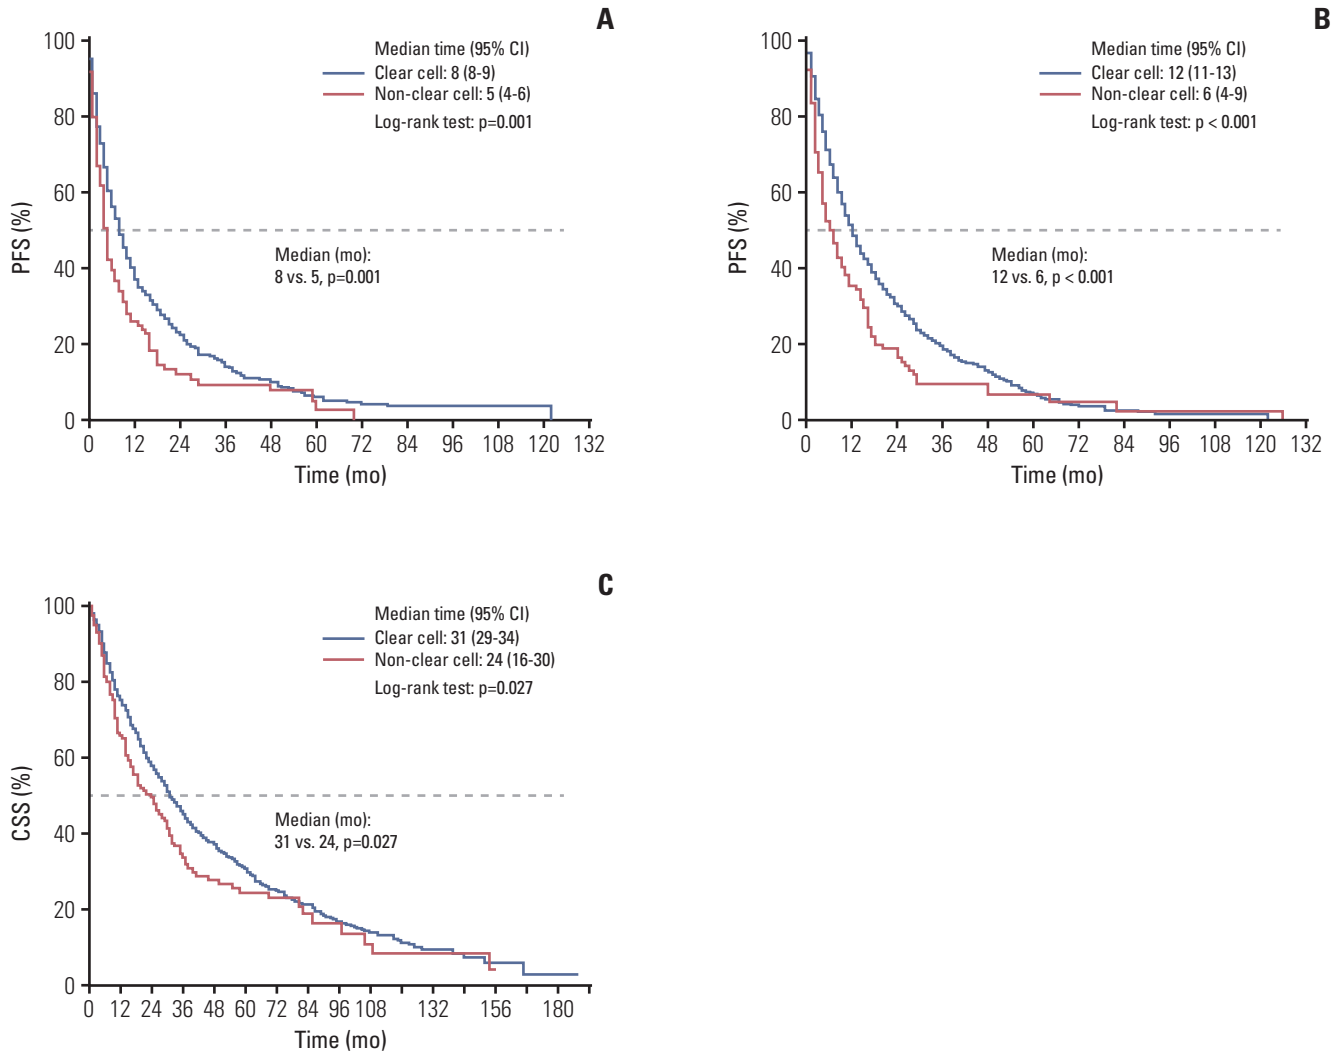 A
PFS (%)
100
80
60
40
20
0
Median time (95% CI)
Clear cell: 8 (8-9)
Non-clear cell: 5 (4-6)
Log-rank test: p=0.001
Median (mo):
8 vs. 5, p=0.001
0 12 24 36 48 60 72 84 96 108 120 132
Time (mo)
B
PFS (%)
100
80
60
40
20
0
Median time (95% CI)
Clear cell: 12 (11-13)
Non-clear cell: 6 (4-9)
Log-rank test: p < 0.001
Median (mo):
12 vs. 6, p < 0.001
0 12 24 36 48 60 72 84 96 108 120 132
Time (mo)
C
CSS (%)
100
80
60
40
20
0
Median time (95% CI)
Clear cell: 31 (29-34)
Non-clear cell: 24 (16-30)
Log-rank test: p=0.027
Median (mo):
31 vs. 24, p=0.027
0 12 24 36 48 60 72 84 96 108 132 156 180
Time (mo)